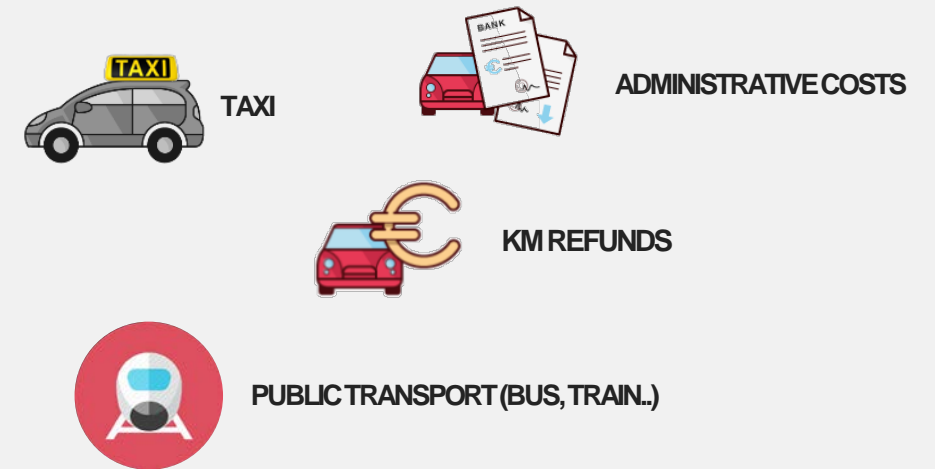 TAXI
TAXI
BANK
ADMINISTRATIVE COSTS
KM REFUNDS
PUBLIC TRANSPORT (BUS, TRAIN..)